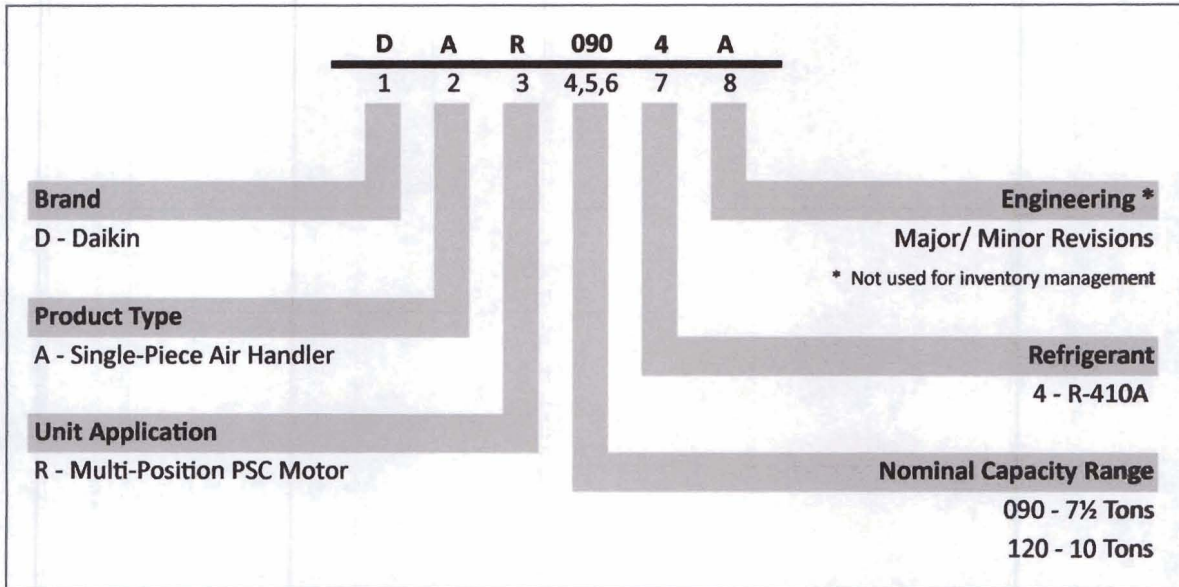 D A R 090 4 A
1 2 3 4,5,6 7 8
Brand
D - Daikin
Product Type
A - Single-Piece Air Handler
Unit Application
R - Multi-Position PSC Motor
Engineering *
Major/ Minor Revisions
* Not used for inventory management
Refrigerant
4 - R-410A
Nominal Capacity Range
090 - 7½ Tons
120 - 10 Tons